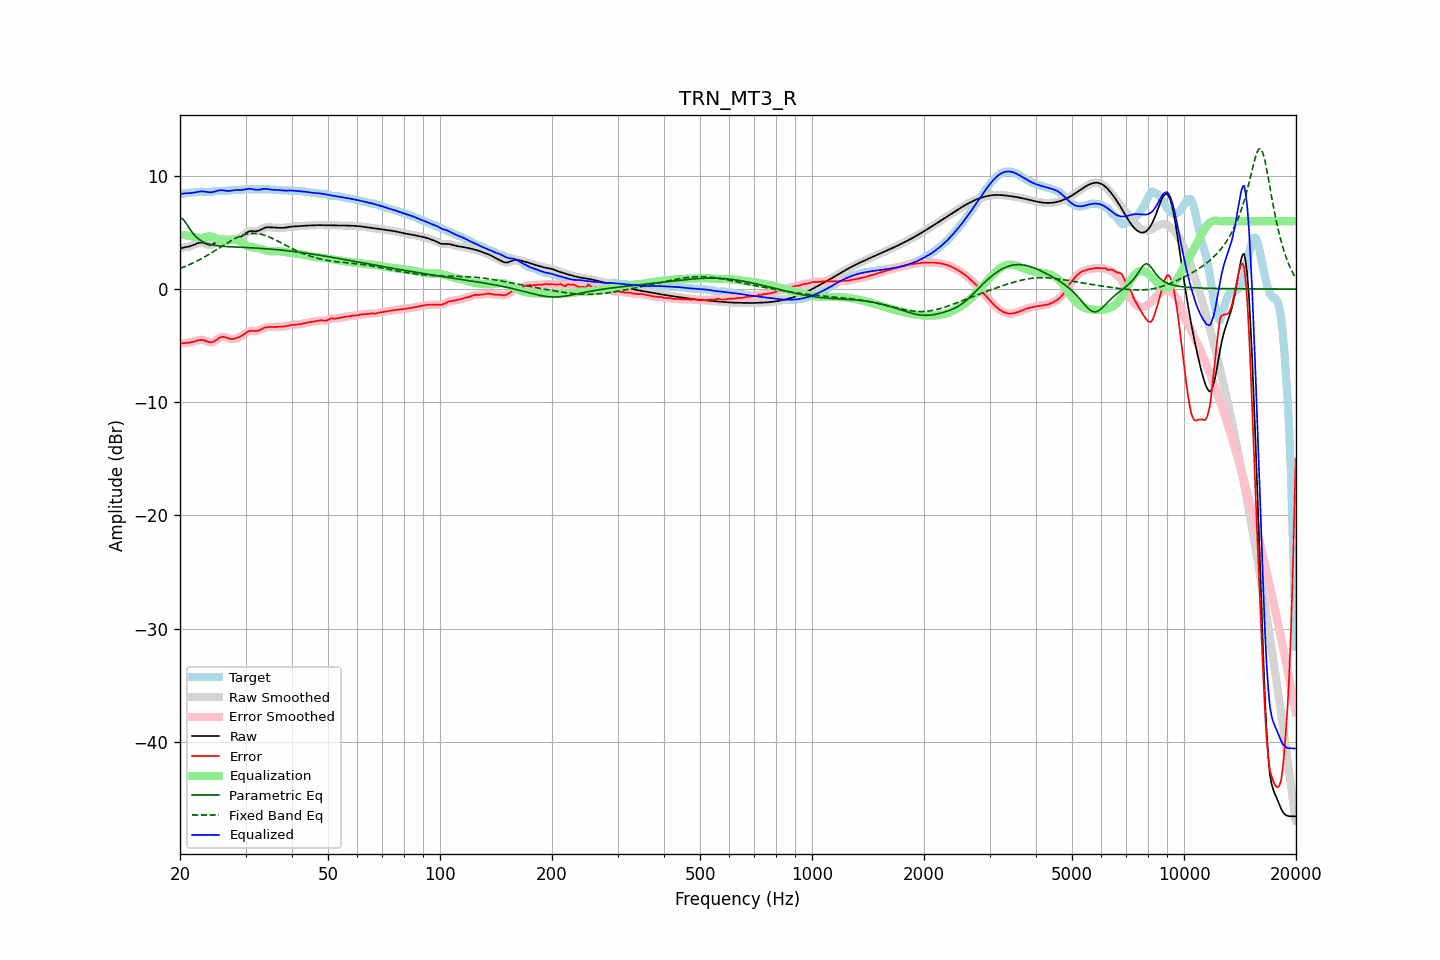 TRN_MT3_R
Amplitude (dBr)
10
0
−10
−20
−30
−40
Target
Raw Smoothed
Error Smoothed
Raw
Error
Equalization
Parametric Eq
Fixed Band Eq
Equalized
20 50 100 200 500 1000 2000 5000 10000 20000
Frequency (Hz)